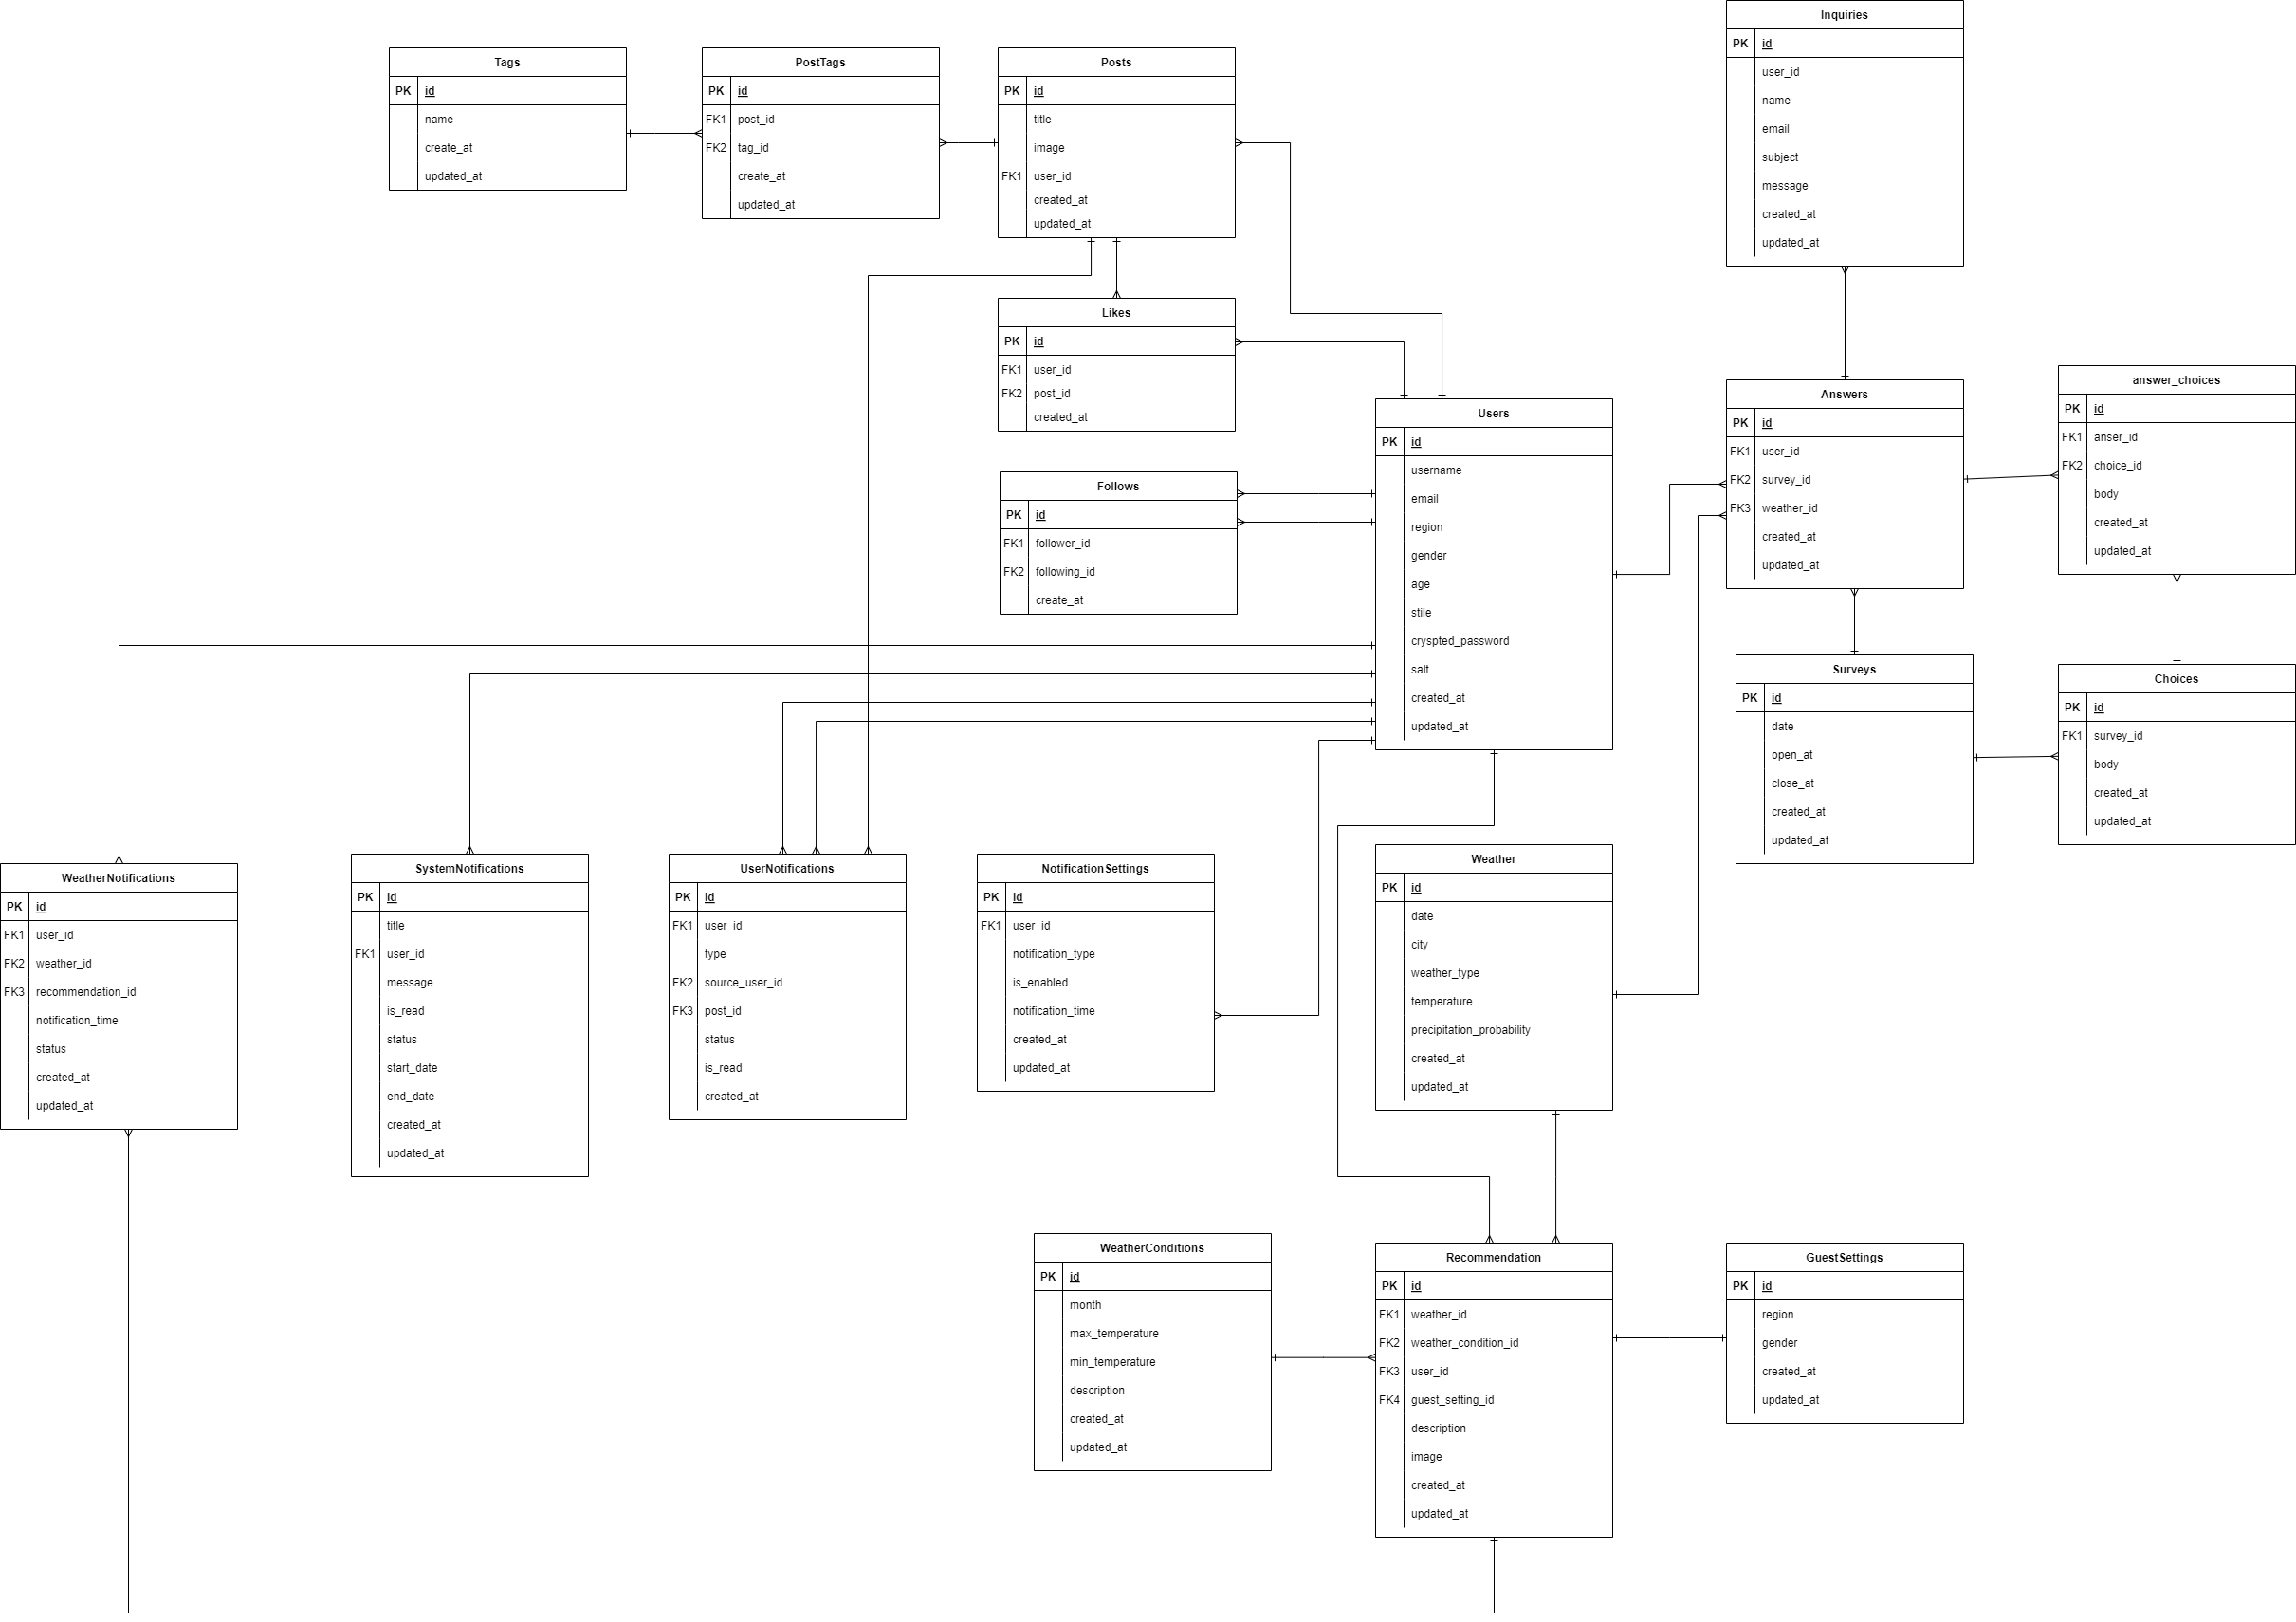 Inquiries
PK id
user_id
name
email
subject
message
created_at
updated_at
Tags
PK id
name
create_at
updated_at
PostTags
PK id
FK1 post_id
FK2 tag_id
create_at
updated_at
Posts
PK id
title
image
FK1 user_id
created_at
updated_at
Likes
PK id
FK1 user_id
FK2 post_id
created_at
Follows
PK id
FK1 follower_id
FK2 following_id
create_at
Users
PK id
username
email
region
gender
age
stile
cryspted_password
salt
created_at
updated_at
Answers
PK id
FK1 user_id
FK2 survey_id
FK3 weather_id
created_at
updated_at
answer_choices
PK id
FK1 anser_id
FK2 choice_id
body
created_at
updated_at
Surveys
PK id
date
open_at
close_at
created_at
updated_at
Choices
PK id
FK1 survey_id
body
created_at
updated_at
WeatherNotifications
PK id
FK1 user_id
FK2 weather_id
FK3 recommendation_id
notification_time
status
created_at
updated_at
SystemNotifications
PK id
title
FK1 user_id
message
is_read
status
start_date
end_date
created_at
updated_at
UserNotifications
PK id
FK1 user_id
type
FK2 source_user_id
FK3 post_id
status
is_read
created_at
NotificationSettings
PK id
FK1 user_id
notification_type
is_enabled
notification_time
created_at
updated_at
Weather
PK id
date
city
weather_type
temperature
precipitation_probability
created_at
updated_at
WeatherConditions
PK id
month
max_temperature
min_temperature
description
created_at
updated_at
Recommendation
PK id
FK1 weather_id
FK2 weather_condition_id
FK3 user_id
FK4 guest_setting_id
description
image
created_at
updated_at
GuestSettings
PK id
region
gender
created_at
updated_at